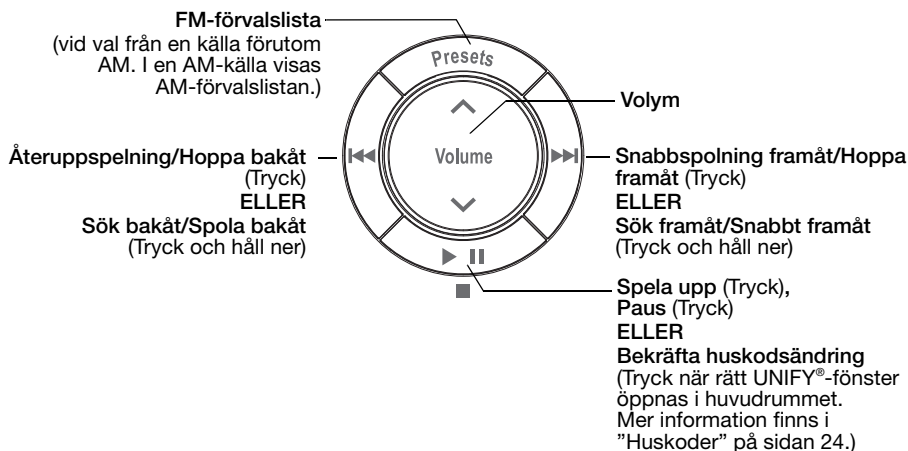 FM-förvalslista
(vid val från en källa förutom
AM. I en AM-källa visas
AM-förvalslistan.)
Presets
Volym
Återuppspelning/Hoppa bakåt
(Tryck)
ELLER
Sök bakåt/Spola bakåt
(Tryck och håll ner)
Volume
Snabbspolning framåt/Hoppa
framåt (Tryck)
ELLER
Sök framåt/Snabbt framåt
(Tryck och håll ner)
Spela upp (Tryck),
Paus (Tryck)
ELLER
Bekräfta huskodsändring
(Tryck när rätt UNIFY®-fönster
öppnas i huvudrummet.
Mer information finns i
”Huskoder” på sidan 24.)